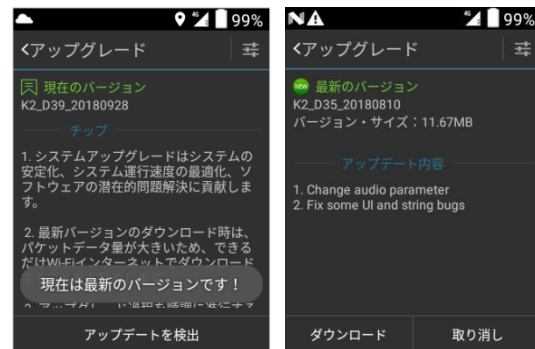 4G
99%
<アップグレード
現在のバージョン
K2_D39_20180928
チップ
1. システムアップグレードはシステムの
安定化、システム運行速度の最適化、ソ
フトウェアの潜在的問題解決に貢献しま
す。
2. 最新バージョンのダウンロード時は、
パケットデータ量が大きいため、できる
だけWi-Fiインターネットでダウンロード
現在は最新のバージョンです！
アップデートを検出
4G
99%
<アップグレード
NEW 最新のバージョン
K2_D35_20180810
バージョン・サイズ：11.67MB
アップデート内容
1. Change audio parameter
2. Fix some UI and string bugs
ダウンロード
取り消し